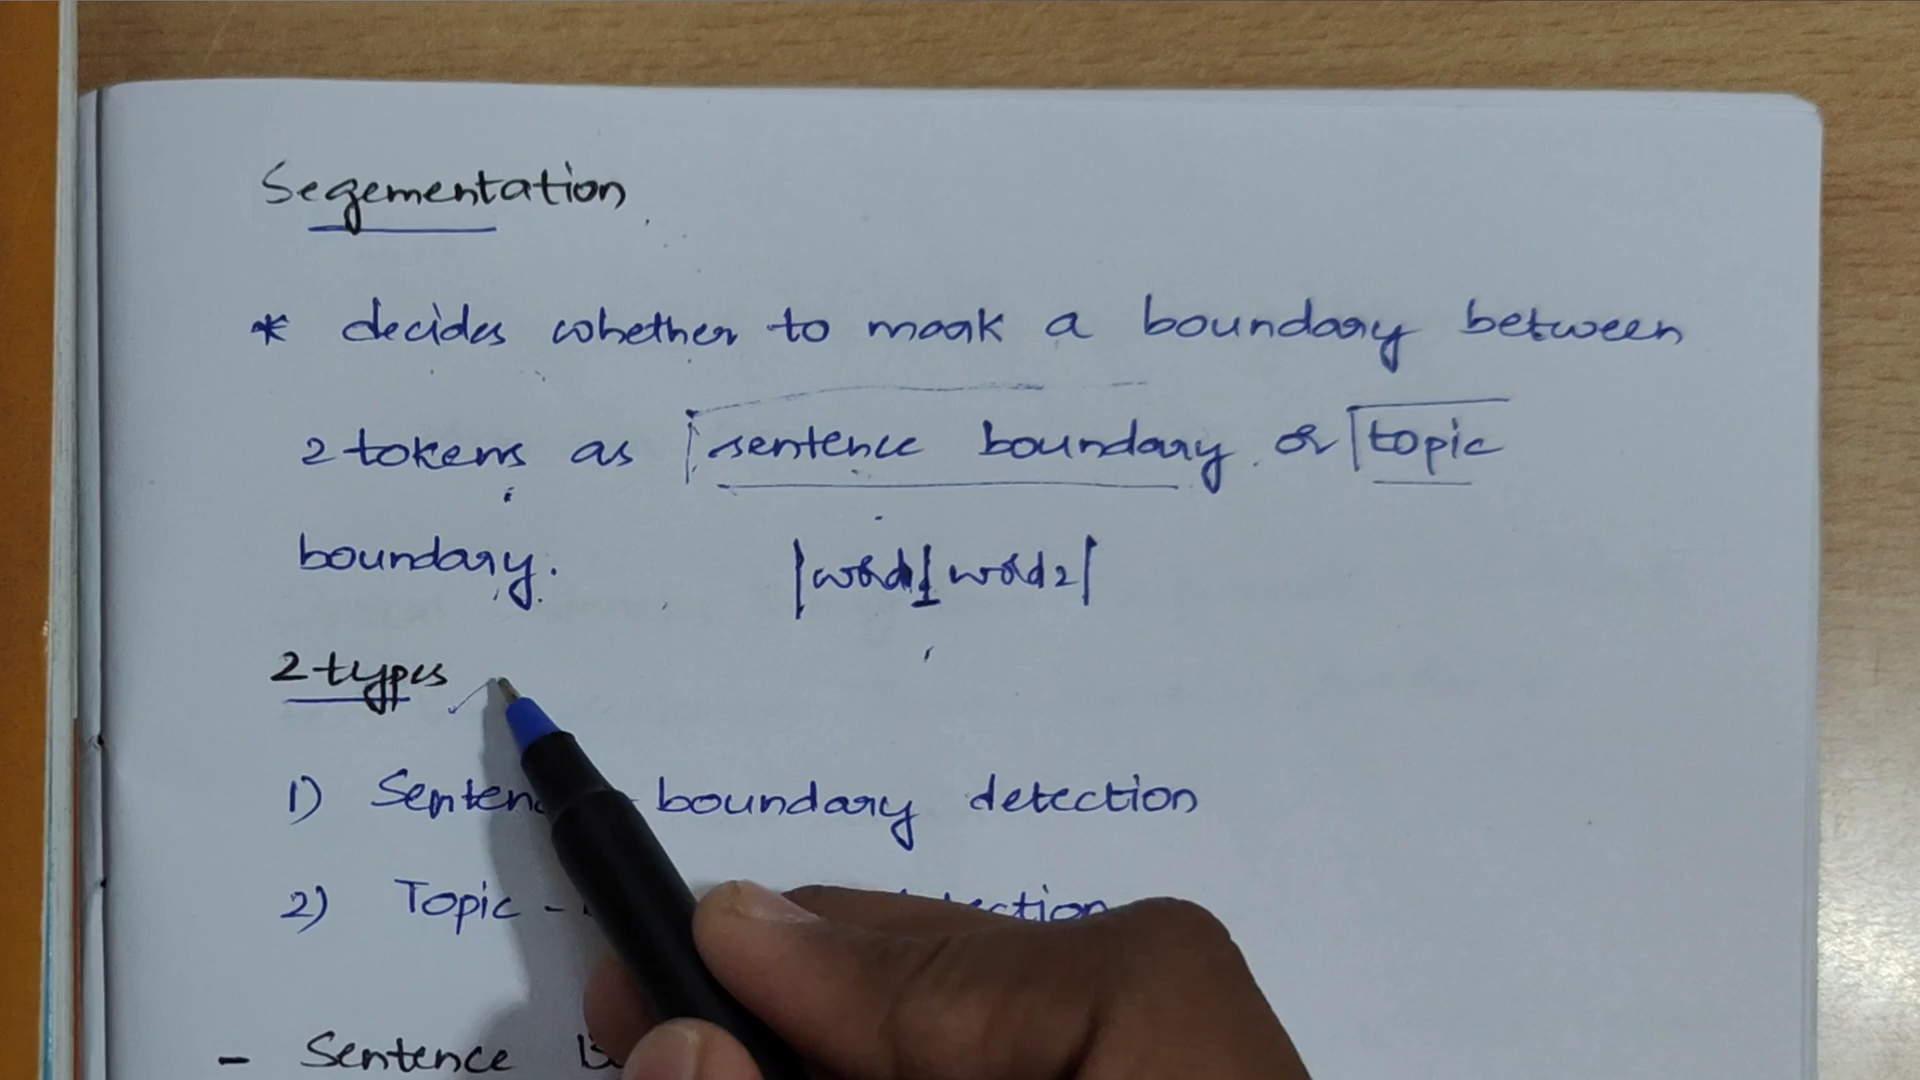 Segementation
* decides whether to mark a boundary between
2 tokens as sentence boundary or topic
boundary.
|word1|word2|
2 types
1) boundary detection
2) Topic -
- Sentence